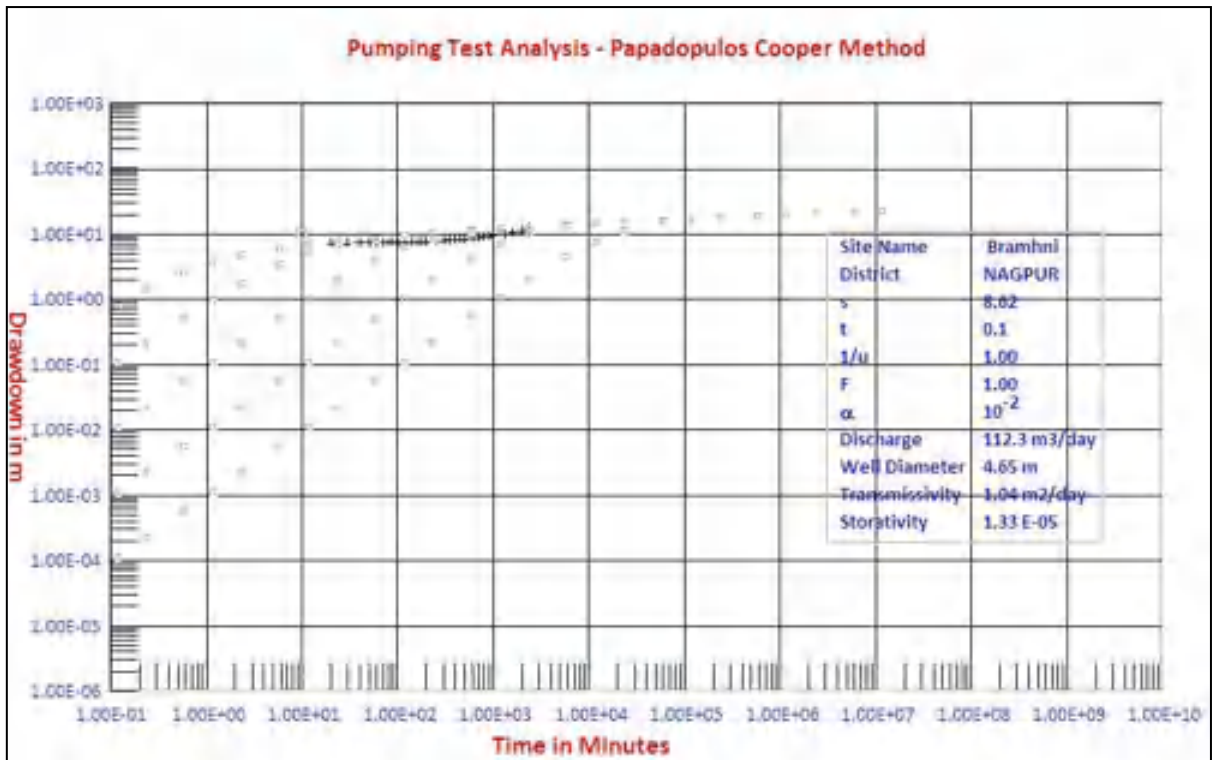 Pumping Test Analysis - Papadopulos Cooper Method
1.00E+03
1.00E+02
1.00E+01
1.00E+00
1.00E-01
1.00E-02
1.00E-03
1.00E-04
1.00E-05
1.00E-06
Drawdown in m
Site Name Bramhni
District NAGPUR
s 8.62
t 0.1
1/u 1.00
F 1.00
α 10⁻²
Discharge 112.3 m3/day
Well Diameter 4.65 m
Transmissivity 1.04 m2/day
Storativity 1.33 E-05
1.00E-01 1.00E+00 1.00E+01 1.00E+02 1.00E+03 1.00E+04 1.00E+05 1.00E+06 1.00E+07 1.00E+08 1.00E+09 1.00E+10
Time in Minutes